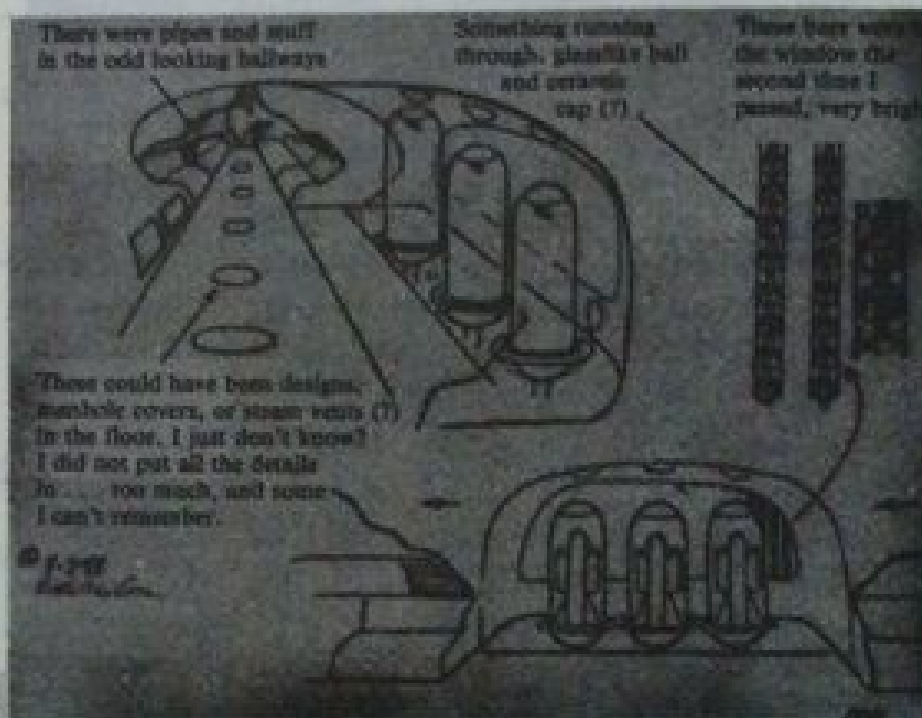 There were pipes and stuff
in the odd looking hallways
Something running
through, glasslike ball
and ceramic
cap (?)
These bars were
the window the
second time I
passed, very brig
These could have been designs,
manhole covers, or steam vents (?)
in the floor. I just don't know?
I did not put all the details
in . . . too much, and some
I can't remember.
©